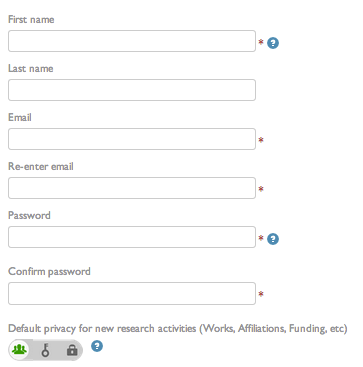 First name
* ?
Last name
Email
*
Re-enter email
*
Password
* ?
Confirm password
*
Default privacy for new research activities (Works, Affiliations, Funding, etc)
?